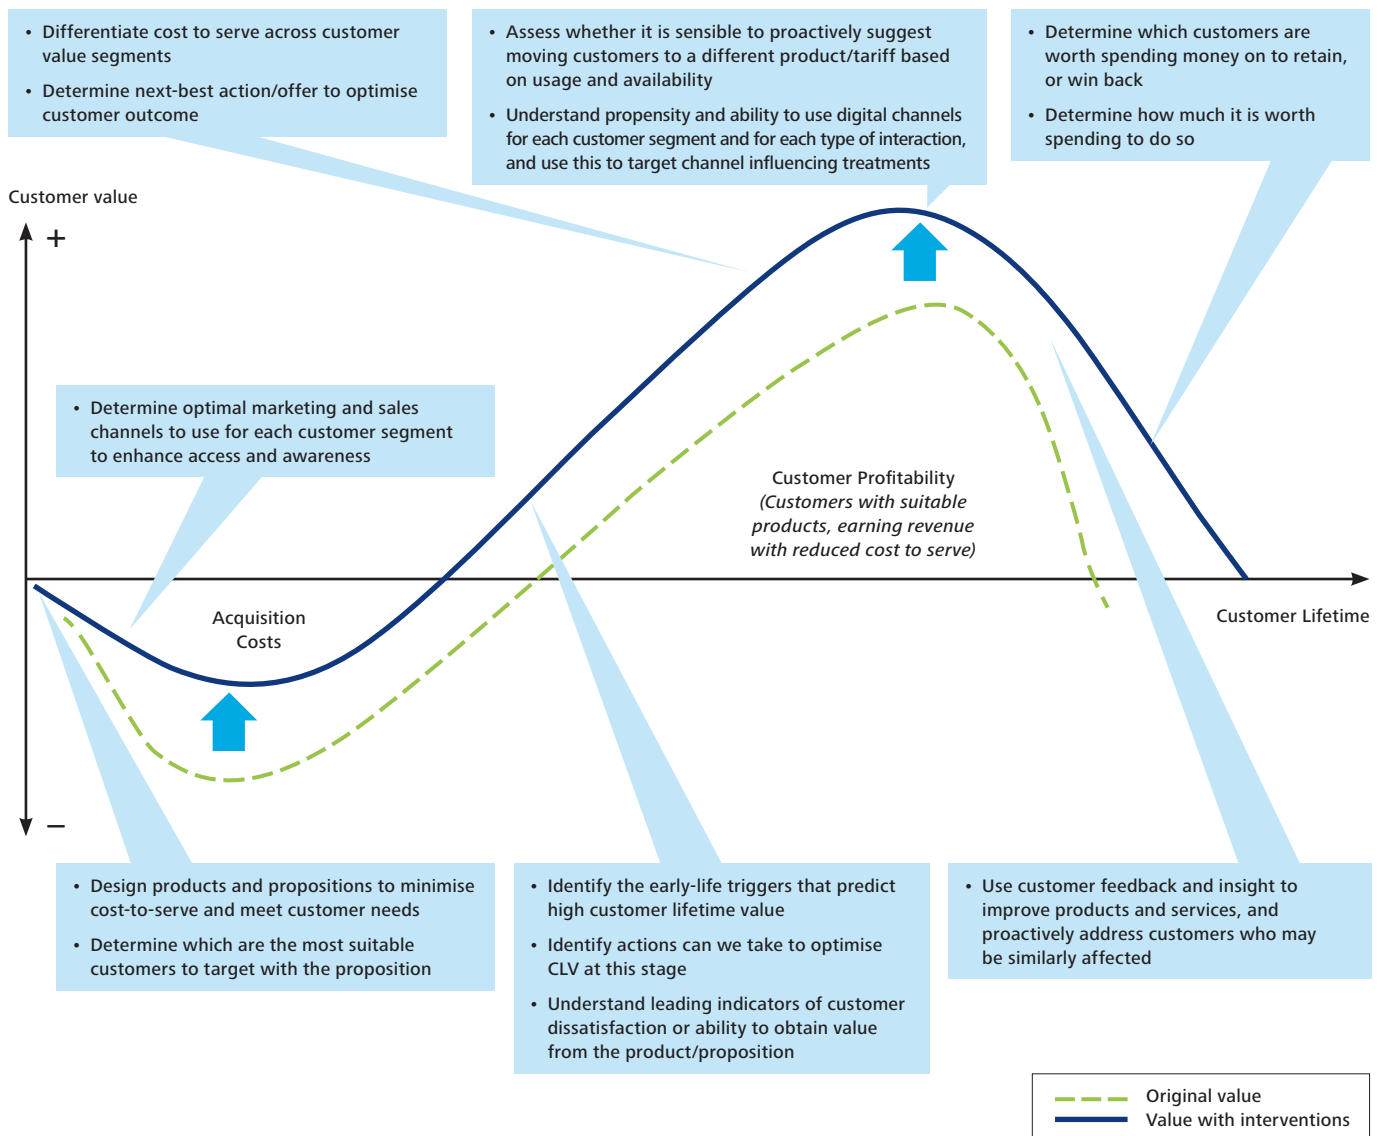 • Differentiate cost to serve across customer
value segments
• Determine next-best action/offer to optimise
customer outcome
• Assess whether it is sensible to proactively suggest
moving customers to a different product/tariff based
on usage and availability
• Understand propensity and ability to use digital channels
for each customer segment and for each type of interaction,
and use this to target channel influencing treatments
• Determine which customers are
worth spending money on to retain,
or win back
• Determine how much it is worth
spending to do so
Customer value
+
• Determine optimal marketing and sales
channels to use for each customer segment
to enhance access and awareness
Customer Profitability
(Customers with suitable
products, earning revenue
with reduced cost to serve)
Acquisition
Costs
Customer Lifetime
–
• Design products and propositions to minimise
cost-to-serve and meet customer needs
• Determine which are the most suitable
customers to target with the proposition
• Identify the early-life triggers that predict
high customer lifetime value
• Identify actions can we take to optimise
CLV at this stage
• Understand leading indicators of customer
dissatisfaction or ability to obtain value
from the product/proposition
• Use customer feedback and insight to
improve products and services, and
proactively address customers who may
be similarly affected
Original value
Value with interventions